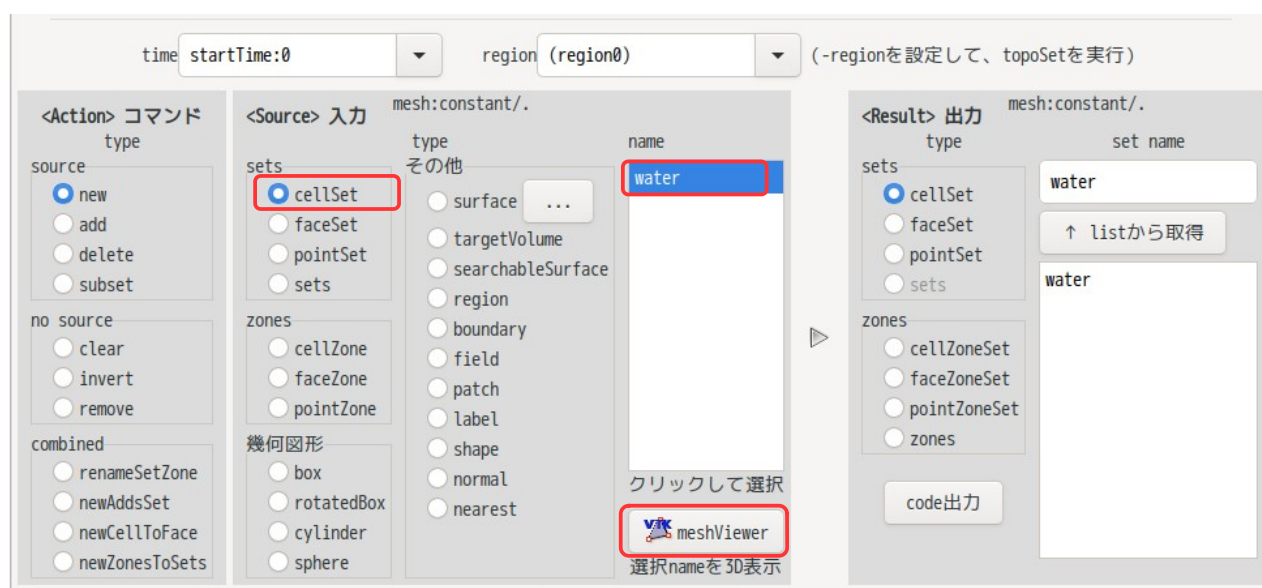 time startTime:0 region (region0) (-regionを設定して、topoSetを実行)
<Action> コマンド
type
source
new
add
delete
subset
no source
clear
invert
remove
combined
renameSetZone
newAddsSet
newCellToFace
newZonesToSets
<Source> 入力 mesh:constant/.
sets
cellSet
faceSet
pointSet
sets
zones
cellZone
faceZone
pointZone
幾何図形
box
rotatedBox
cylinder
sphere
type
その他
surface ...
targetVolume
searchableSurface
region
boundary
field
patch
label
shape
normal
nearest
name
water
クリックして選択
VTK meshViewer
選択nameを3D表示
<Result> 出力 mesh:constant/.
type
sets
cellSet
faceSet
pointSet
sets
zones
cellZoneSet
faceZoneSet
pointZoneSet
zones
code出力
set name
water
↑ listから取得
water